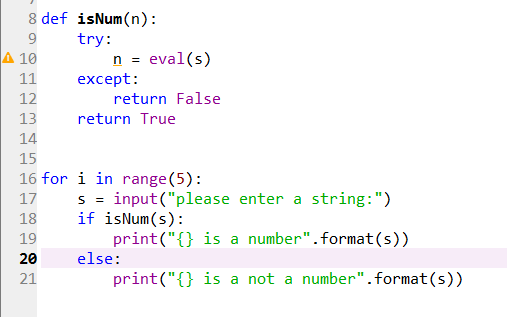 8 def isNum(n):
9     try:
10         n = eval(s)
11     except:
12         return False
13     return True
14
15
16 for i in range(5):
17     s = input("please enter a string:")
18     if isNum(s):
19         print("{} is a number".format(s))
20     else:
21         print("{} is a not a number".format(s))